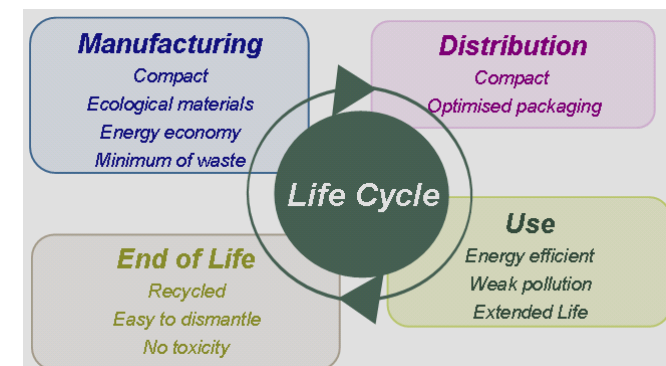 Manufacturing
Compact
Ecological materials
Energy economy
Minimum of waste
Distribution
Compact
Optimised packaging
Life Cycle
End of Life
Recycled
Easy to dismantle
No toxicity
Use
Energy efficient
Weak pollution
Extended Life